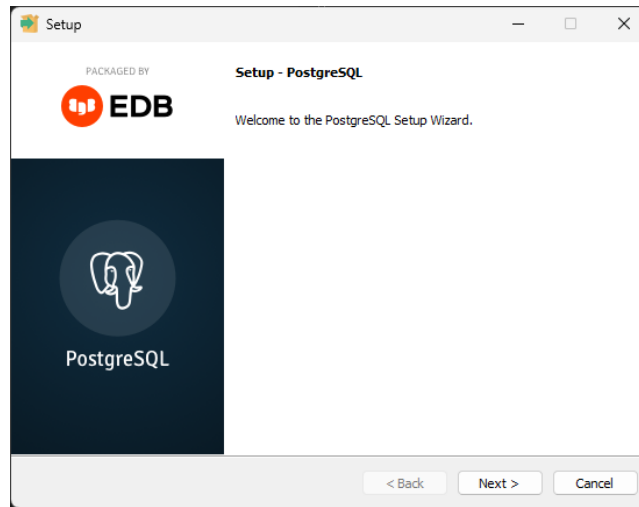 Setup
PACKAGED BY
EDB
Setup - PostgreSQL
Welcome to the PostgreSQL Setup Wizard.
PostgreSQL
< Back
Next >
Cancel